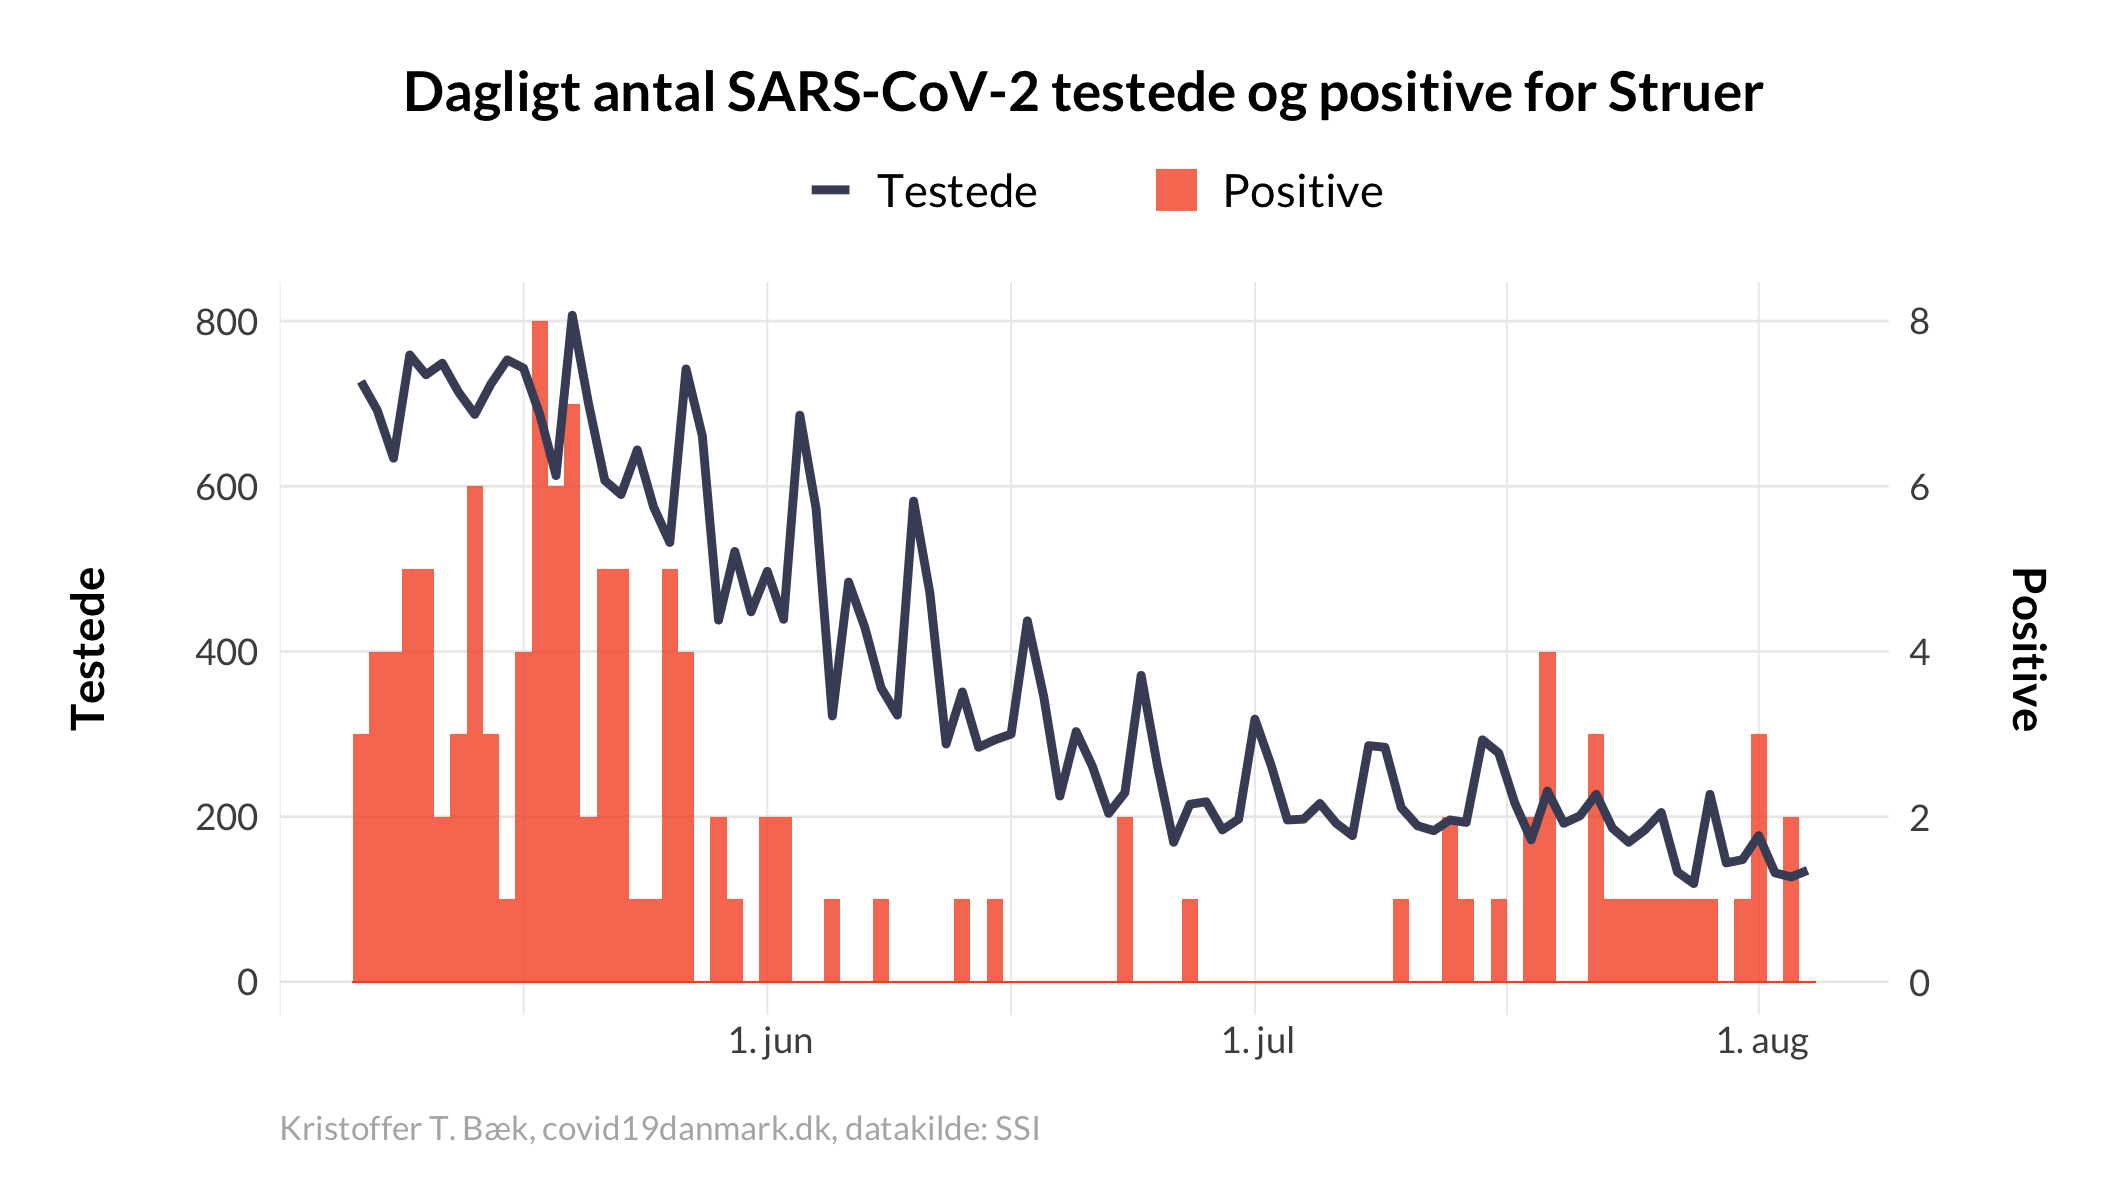 Dagligt antal SARS-CoV-2 testede og positive for Struer
Testede
Positive
800
600
400
200
0
8
6
4
2
0
Testede
Positive
1. jun
1. jul
1. aug
Kristoffer T. Bæk, covid19danmark.dk, datakilde: SSI